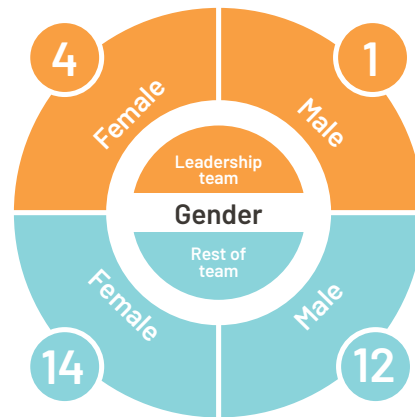 4
1
Female
Male
Leadership
team
Gender
Rest of
team
Female
Male
14
12